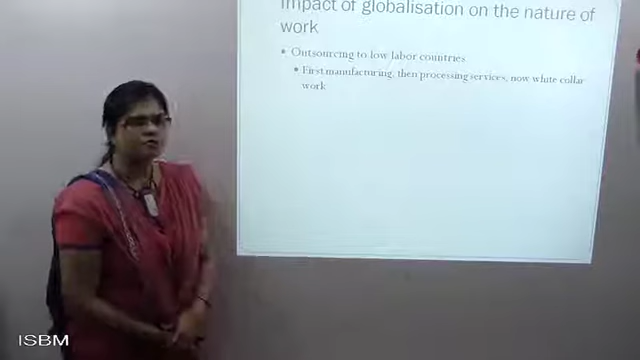 Impact of globalisation on the nature of
work
Outsourcing to low labor countries
First manufacturing, then processing services, now white collar
work
ISBM